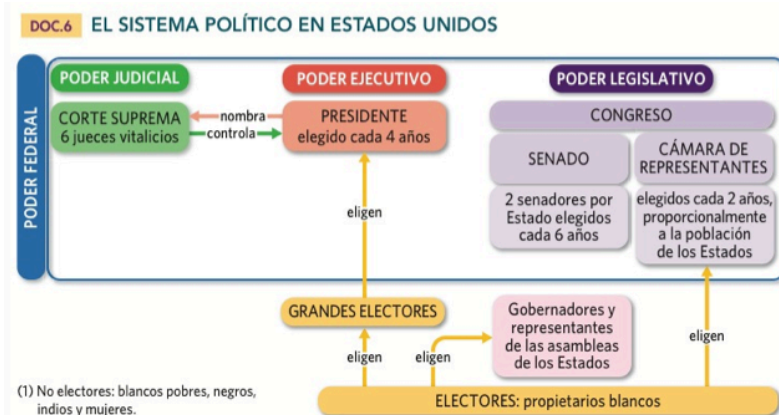 DOC.6 EL SISTEMA POLÍTICO EN ESTADOS UNIDOS
PODER FEDERAL
PODER JUDICIAL
CORTE SUPREMA
6 jueces vitalicios
nombra
controla
PODER EJECUTIVO
PRESIDENTE
elegido cada 4 años
PODER LEGISLATIVO
CONGRESO
SENADO
2 senadores por
Estado elegidos
cada 6 años
CÁMARA DE
REPRESENTANTES
elegidos cada 2 años,
proporcionalmente
a la población
de los Estados
eligen
GRANDES ELECTORES
Gobernadores y
representantes
de las asambleas
de los Estados
eligen
eligen
eligen
ELECTORES: propietarios blancos
(1) No electores: blancos pobres, negros,
indios y mujeres.